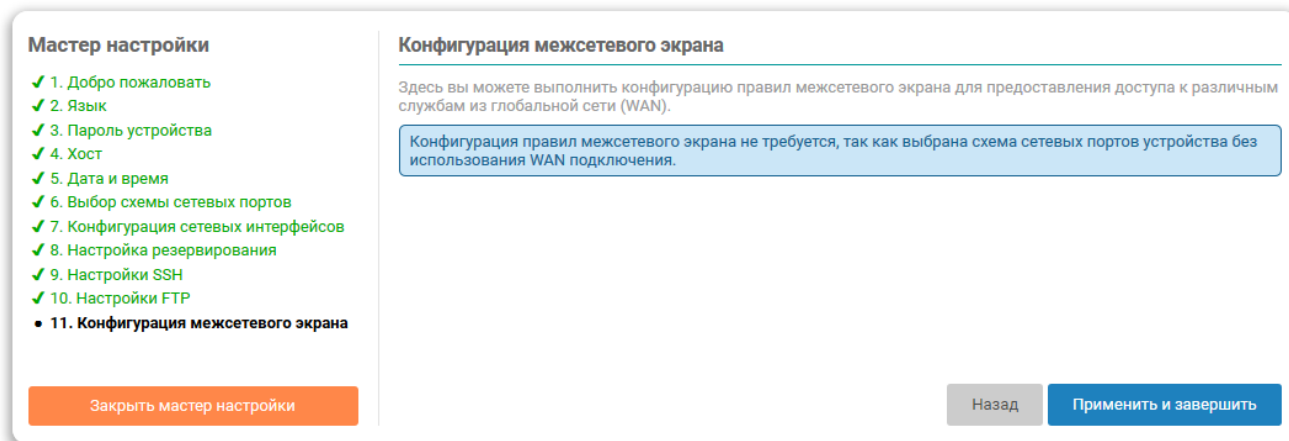 Мастер настройки
✔ 1. Добро пожаловать
✔ 2. Язык
✔ 3. Пароль устройства
✔ 4. Хост
✔ 5. Дата и время
✔ 6. Выбор схемы сетевых портов
✔ 7. Конфигурация сетевых интерфейсов
✔ 8. Настройка резервирования
✔ 9. Настройки SSH
✔ 10. Настройки FTP
● 11. Конфигурация межсетевого экрана
Закрыть мастер настройки
Конфигурация межсетевого экрана
Здесь вы можете выполнить конфигурацию правил межсетевого экрана для предоставления доступа к различным
службам из глобальной сети (WAN).
Конфигурация правил межсетевого экрана не требуется, так как выбрана схема сетевых портов устройства без
использования WAN подключения.
Назад
Применить и завершить